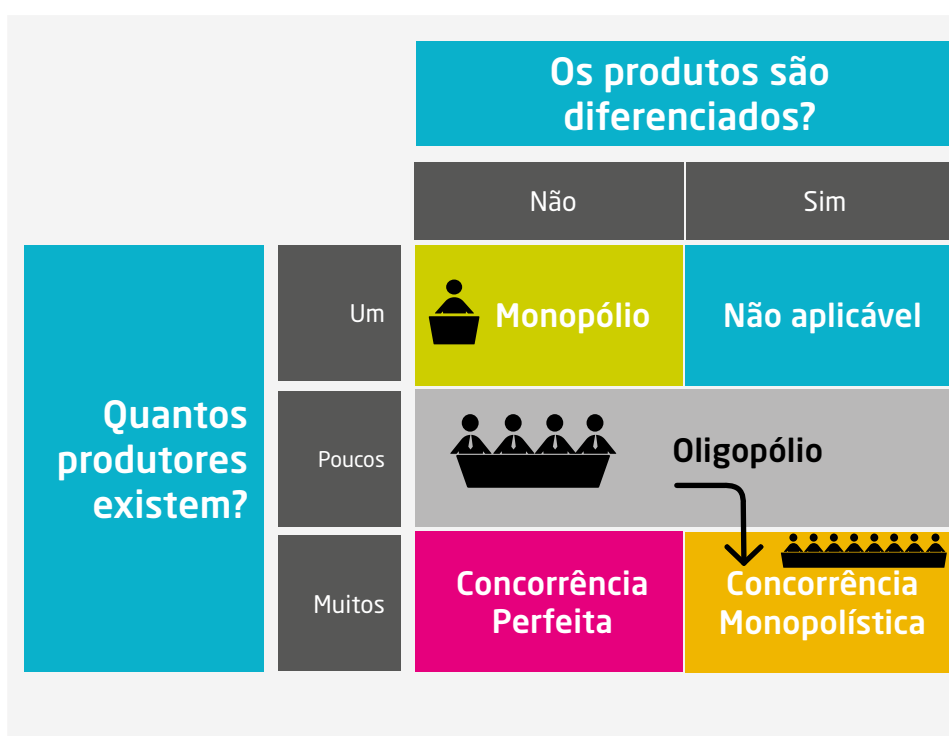 Os produtos são
diferenciados?
Não
Sim
Quantos
produtores
existem?
Um
Monopólio
Não aplicável
Poucos
Oligopólio
Muitos
Concorrência
Perfeita
Concorrência
Monopolística